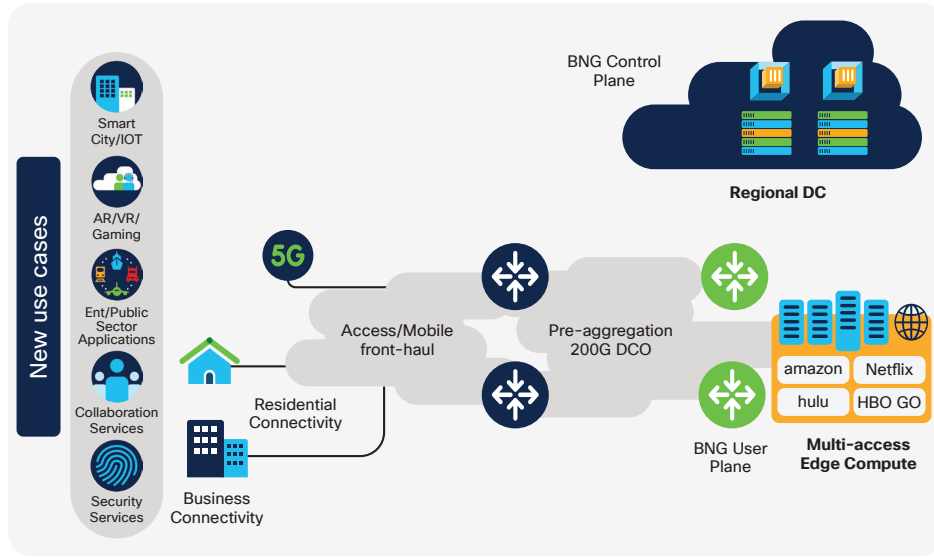 New use cases
Smart
City/IOT
AR/VR/
Gaming
Ent/Public
Sector
Applications
Collaboration
Services
Security
Services
5G
Access/Mobile
front-haul
Residential
Connectivity
Business
Connectivity
Pre-aggregation
200G DCO
BNG Control
Plane
Regional DC
BNG User
Plane
amazon
Netflix
hulu
HBO GO
Multi-access
Edge Compute